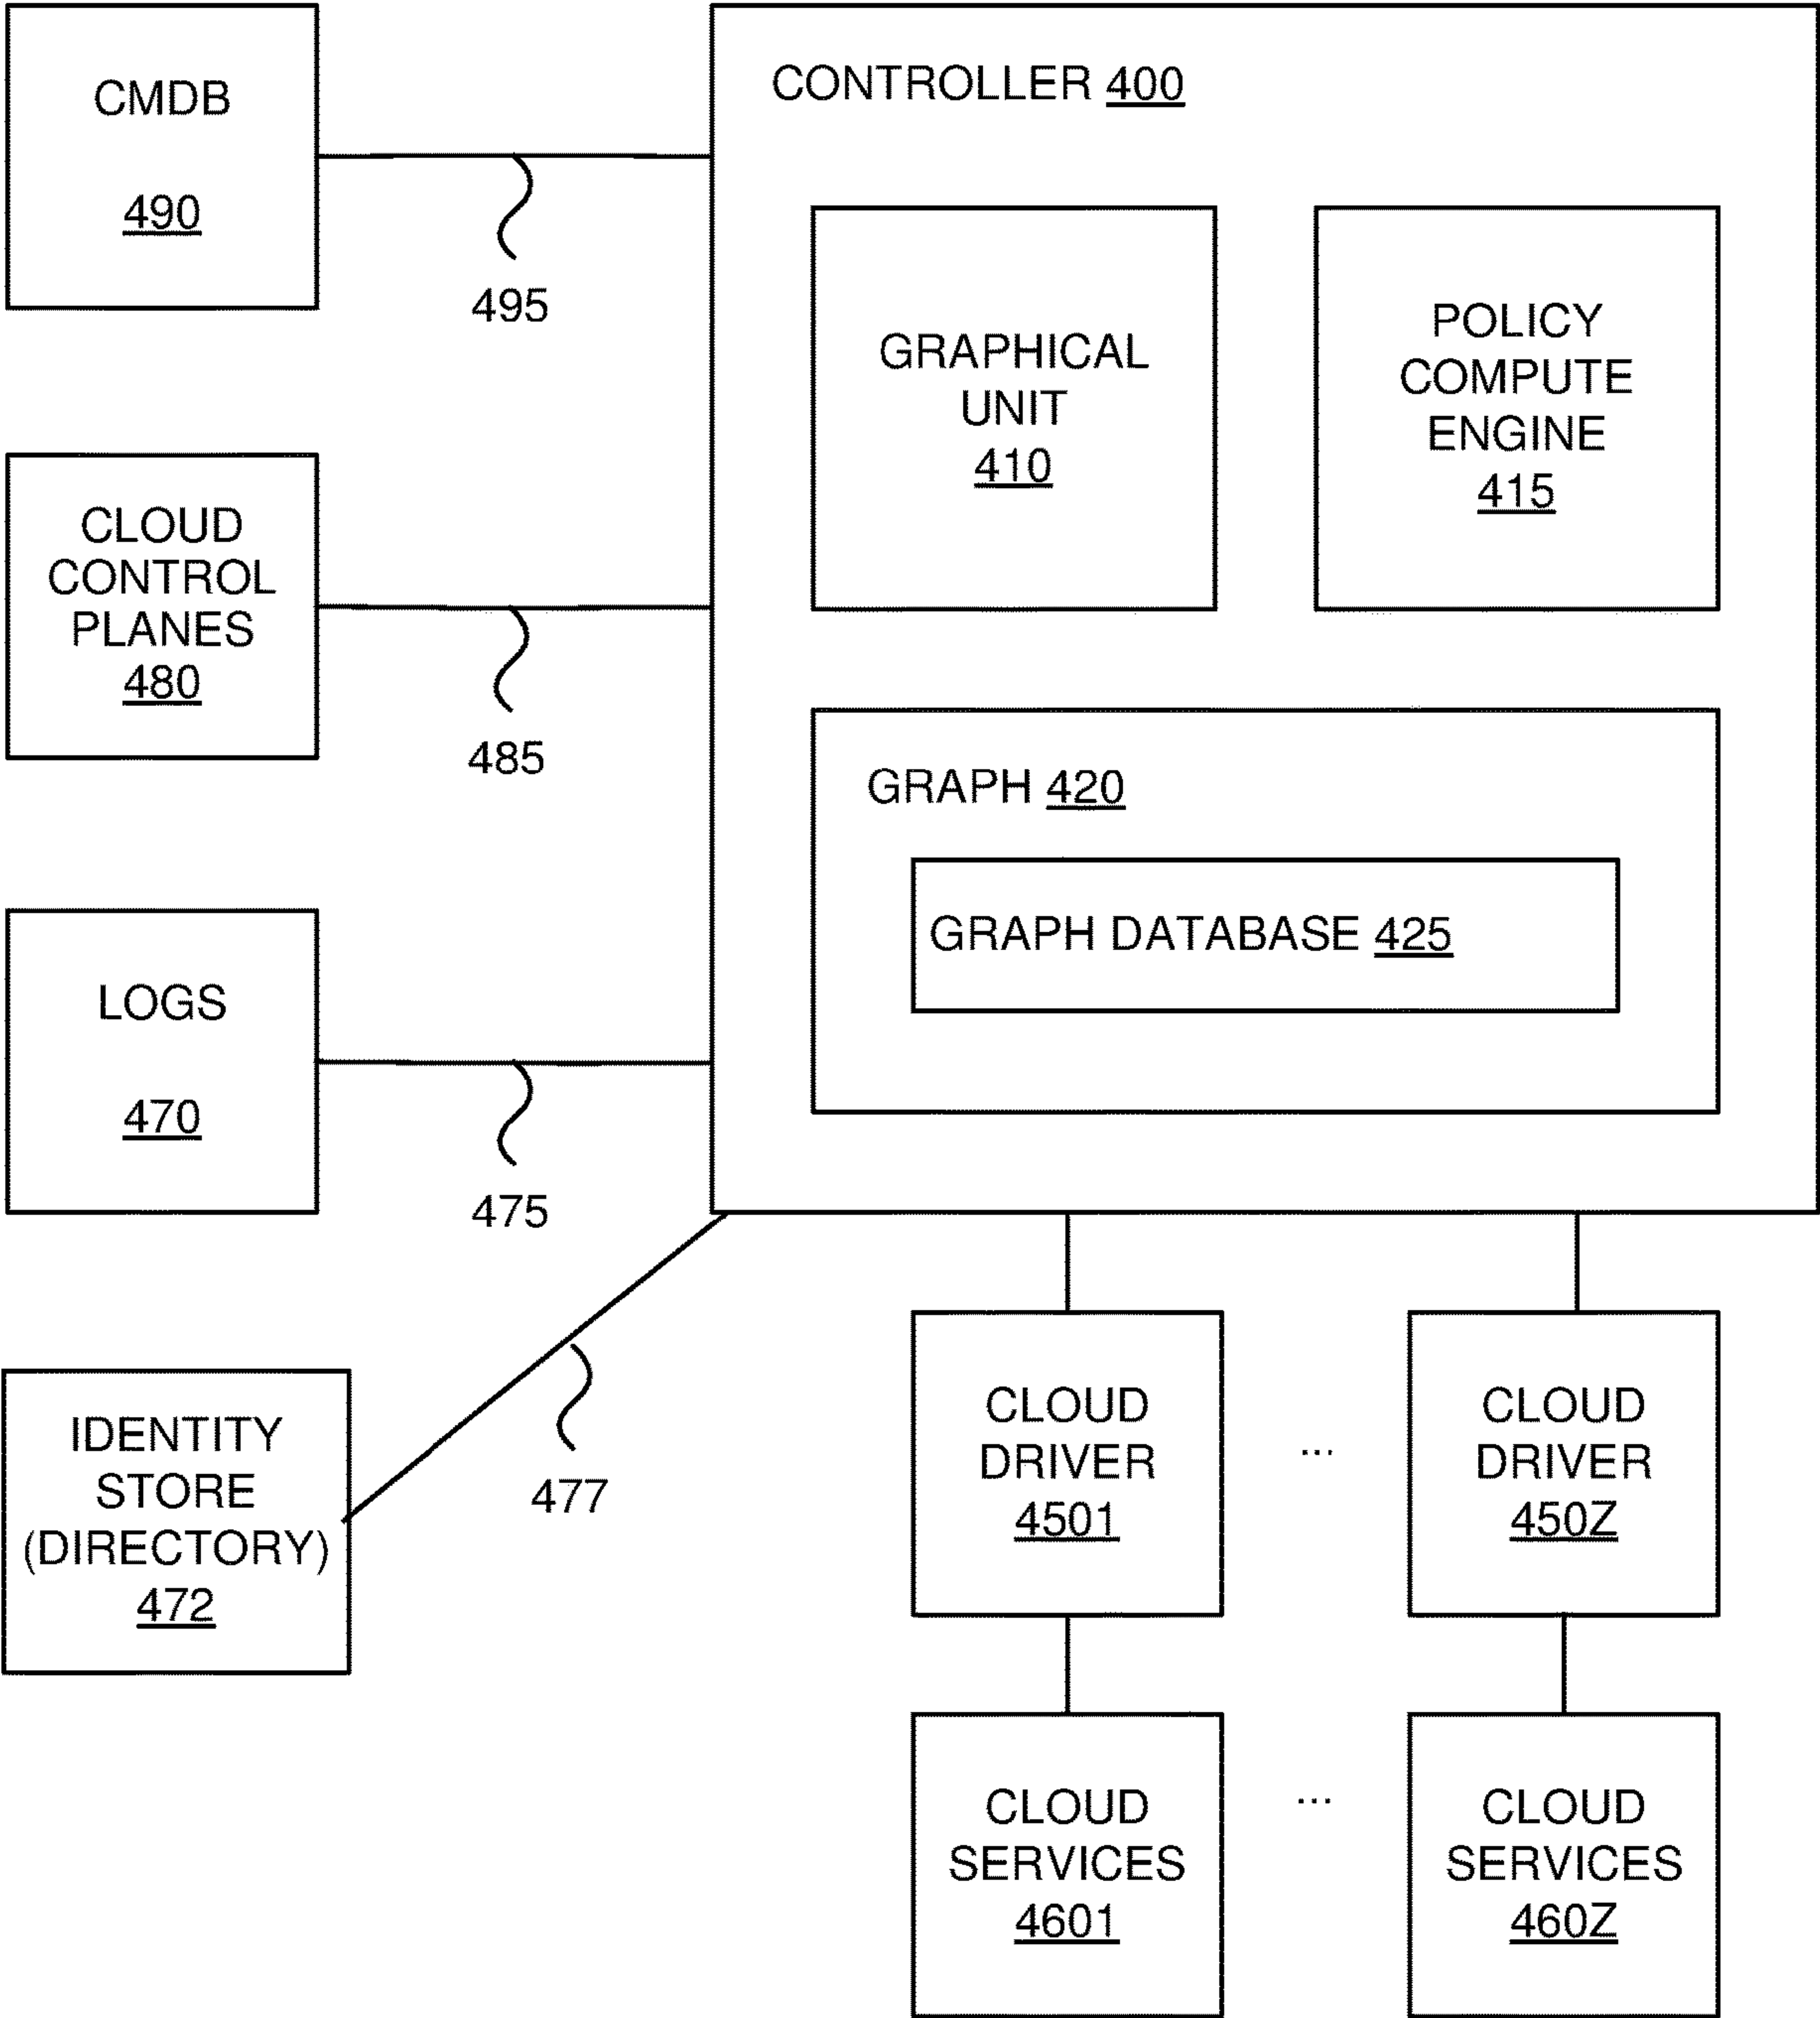 CMDB
490
495
CLOUD
CONTROL
PLANES
480
485
LOGS
470
475
IDENTITY
STORE
(DIRECTORY)
472
477
CONTROLLER 400
GRAPHICAL
UNIT
410
POLICY
COMPUTE
ENGINE
415
GRAPH 420
GRAPH DATABASE 425
CLOUD
DRIVER
4501
...
CLOUD
DRIVER
450Z
CLOUD
SERVICES
4601
...
CLOUD
SERVICES
460Z